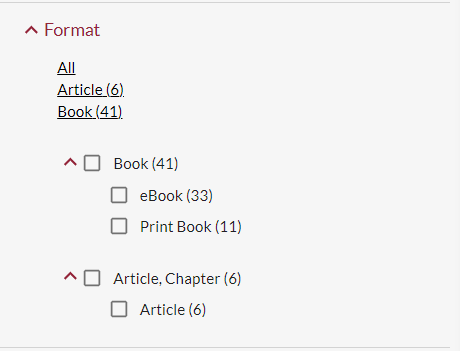 Format
All
Article (6)
Book (41)
Book (41)
eBook (33)
Print Book (11)
Article, Chapter (6)
Article (6)